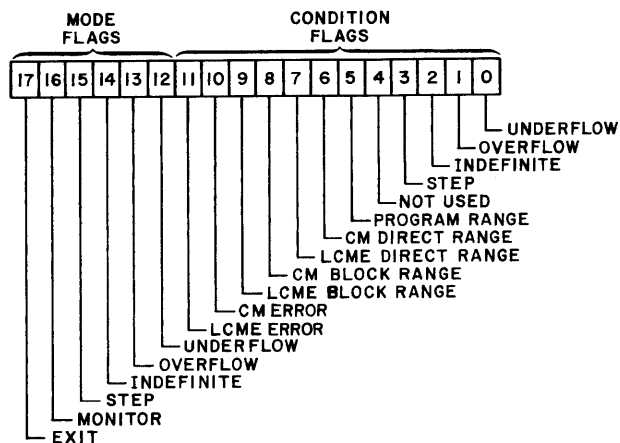 MODE FLAGS
CONDITION FLAGS
17 16 15 14 13 12 11 10 9 8 7 6 5 4 3 2 1 0
UNDERFLOW
OVERFLOW
INDEFINITE
STEP
NOT USED
PROGRAM RANGE
CM DIRECT RANGE
LCME DIRECT RANGE
CM BLOCK RANGE
LCME BLOCK RANGE
CM ERROR
LCME ERROR
UNDERFLOW
OVERFLOW
INDEFINITE
STEP
MONITOR
EXIT